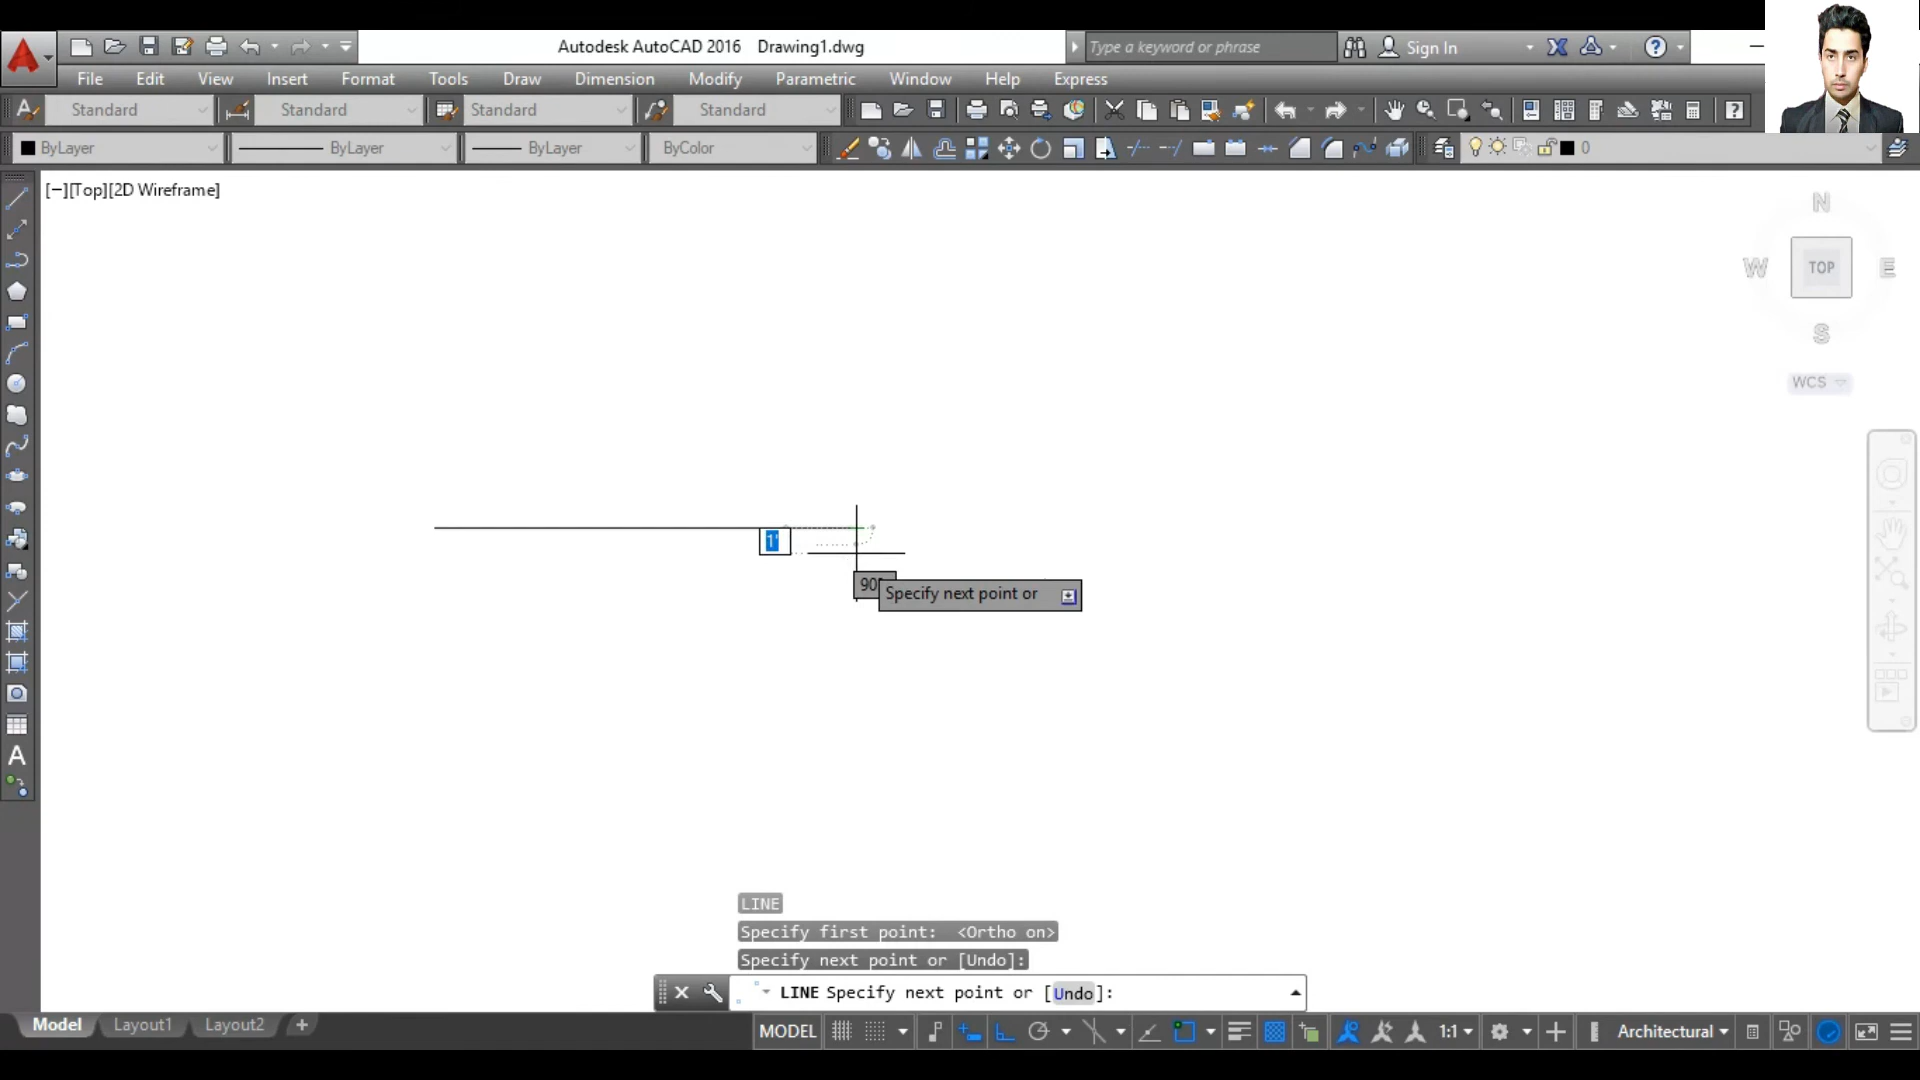 Autodesk AutoCAD 2016 Drawing1.dwg
Type a keyword or phrase
Sign In
File Edit View Insert Format Tools Draw Dimension Modify Parametric Window Help Express
Standard Standard Standard Standard
ByLayer ByLayer ByLayer ByColor 0
[−][Top][2D Wireframe]
N
W TOP E
S
WCS
1'
90°
Specify next point or
LINE
Specify first point: <Ortho on>
Specify next point or [Undo]:
LINE Specify next point or [Undo]:
Model Layout1 Layout2 +
MODEL 1:1 Architectural